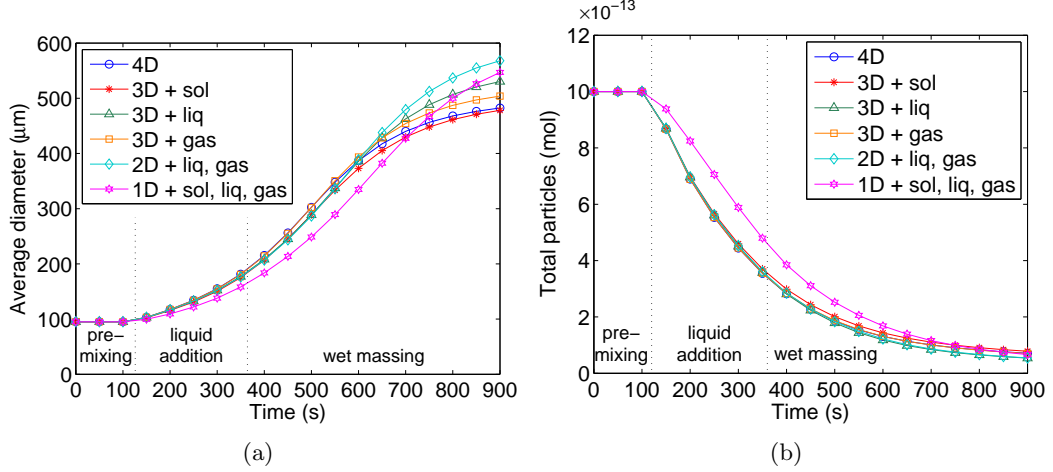 600
500
400
300
200
100
0
0 100 200 300 400 500 600 700 800 900
Average diameter (μm)
Time (s)
4D
3D + sol
3D + liq
3D + gas
2D + liq, gas
1D + sol, liq, gas
pre−
mixing
liquid
addition
wet massing
(a)
×10−13
12
10
8
6
4
2
0
0 100 200 300 400 500 600 700 800 900
Total particles (mol)
Time (s)
4D
3D + sol
3D + liq
3D + gas
2D + liq, gas
1D + sol, liq, gas
pre−
mixing
liquid
addition
wet massing
(b)